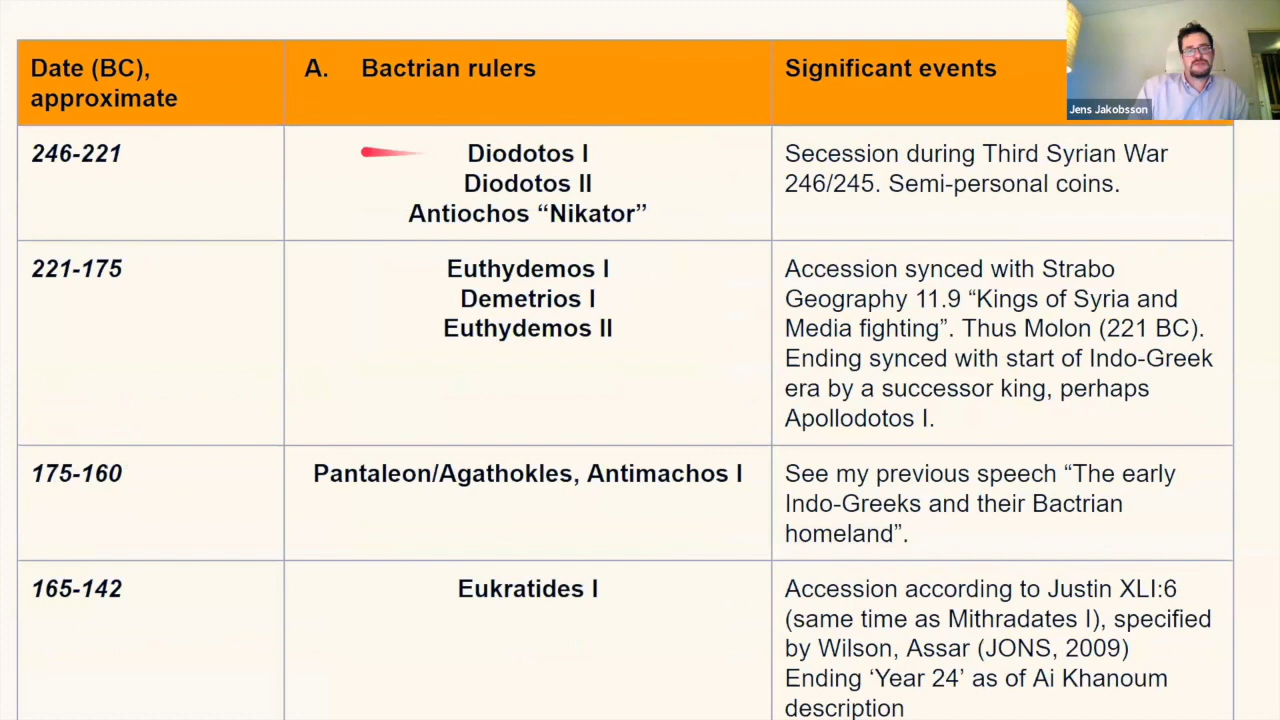 Date (BC),
approximate
A. Bactrian rulers
Significant events
Jens Jakobsson
246-221
Diodotos I
Diodotos II
Antiochos “Nikator”
Secession during Third Syrian War
246/245. Semi-personal coins.
221-175
Euthydemos I
Demetrios I
Euthydemos II
Accession synced with Strabo
Geography 11.9 “Kings of Syria and
Media fighting”. Thus Molon (221 BC).
Ending synced with start of Indo-Greek
era by a successor king, perhaps
Apollodotos I.
175-160
Pantaleon/Agathokles, Antimachos I
See my previous speech “The early
Indo-Greeks and their Bactrian
homeland”.
165-142
Eukratides I
Accession according to Justin XLI:6
(same time as Mithradates I), specified
by Wilson, Assar (JONS, 2009)
Ending ‘Year 24’ as of Ai Khanoum
description